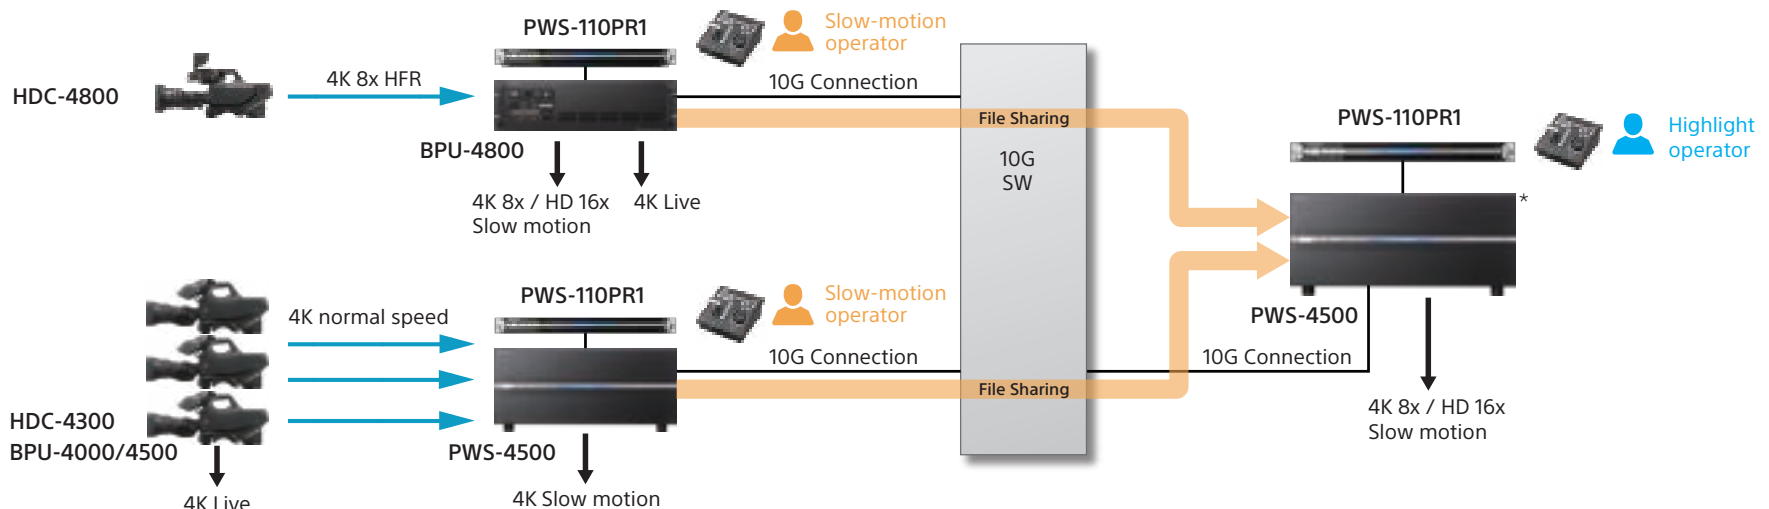 PWS-110PR1
Slow-motion
operator
HDC-4800
4K 8x HFR
10G Connection
File Sharing
BPU-4800
10G
SW
4K 8x / HD 16x
Slow motion
4K Live
PWS-110PR1
Highlight
operator
*
PWS-4500
10G Connection
4K 8x / HD 16x
Slow motion
PWS-110PR1
Slow-motion
operator
4K normal speed
10G Connection
File Sharing
HDC-4300
BPU-4000/4500
PWS-4500
4K Live
4K Slow motion